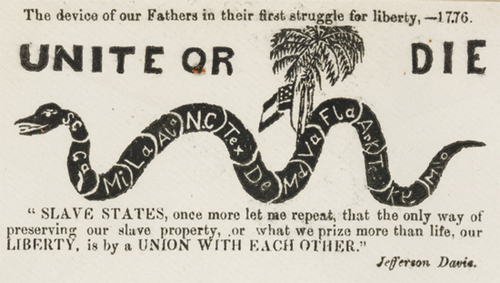 The device of our Fathers in their first struggle for liberty,—1776.
UNITE OR DIE
SC Ga Mi La Ala N.C Tex De Md Va Fla Ark Te Ke Mo
" SLAVE STATES, once more let me repeat, that the only way of
preserving our slave property, or what we prize more than life, our
LIBERTY, is by a UNION WITH EACH OTHER."
Jefferson Davis.